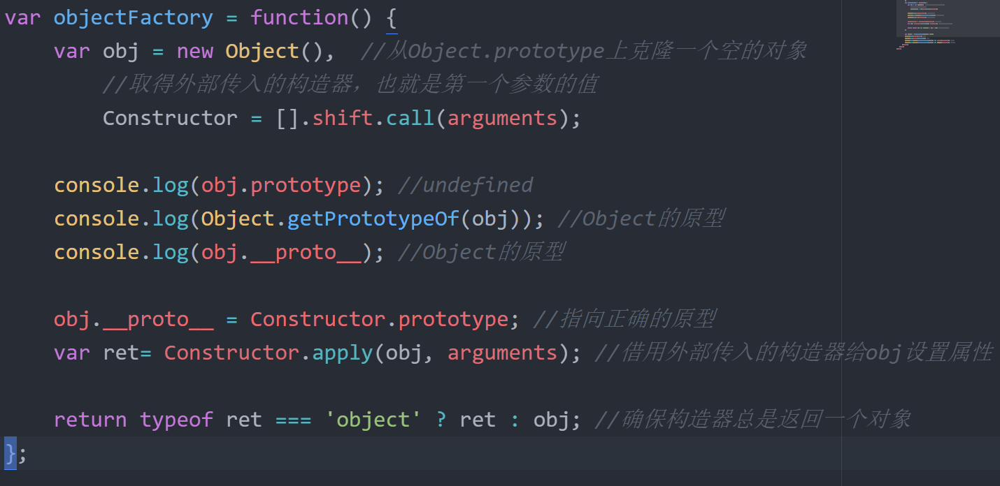 var objectFactory = function() {
    var obj = new Object(),  //从Object.prototype上克隆一个空的对象
        //取得外部传入的构造器，也就是第一个参数的值
        Constructor = [].shift.call(arguments);
    console.log(obj.prototype); //undefined
    console.log(Object.getPrototypeOf(obj)); //Object的原型
    console.log(obj.__proto__); //Object的原型
    obj.__proto__ = Constructor.prototype; //指向正确的原型
    var ret= Constructor.apply(obj, arguments); //借用外部传入的构造器给obj设置属性
    return typeof ret === 'object' ? ret : obj; //确保构造器总是返回一个对象
};